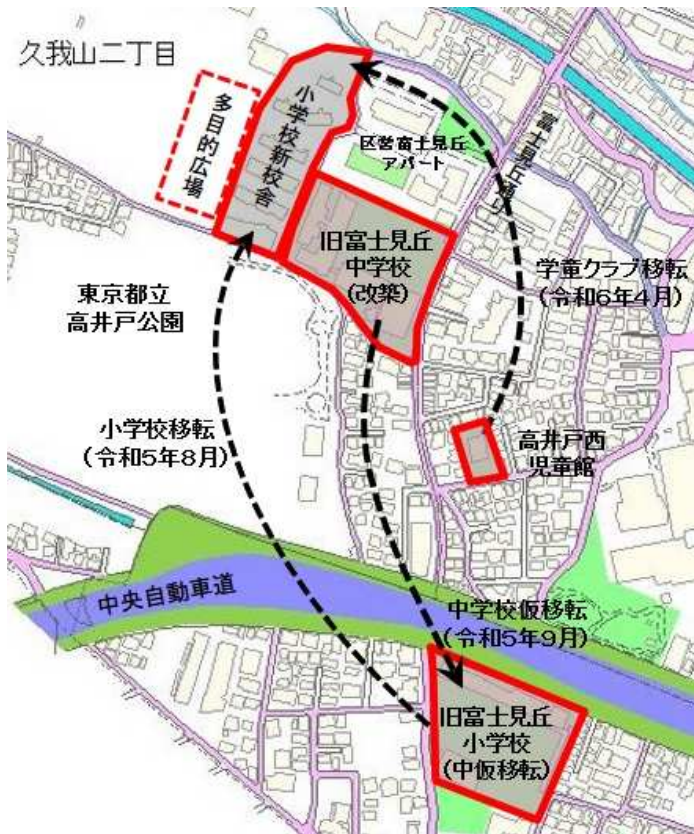 久我山二丁目
多目的広場
小学校新校舎
区営富士見丘
アパート
富士見丘通り
旧富士見丘
中学校
(改築)
学童クラブ移転
(令和6年4月)
東京都立
高井戸公園
小学校移転
(令和5年8月)
高井戸西
児童館
中央自動車道
中学校仮移転
(令和5年9月)
旧富士見丘
小学校
(中仮移転)